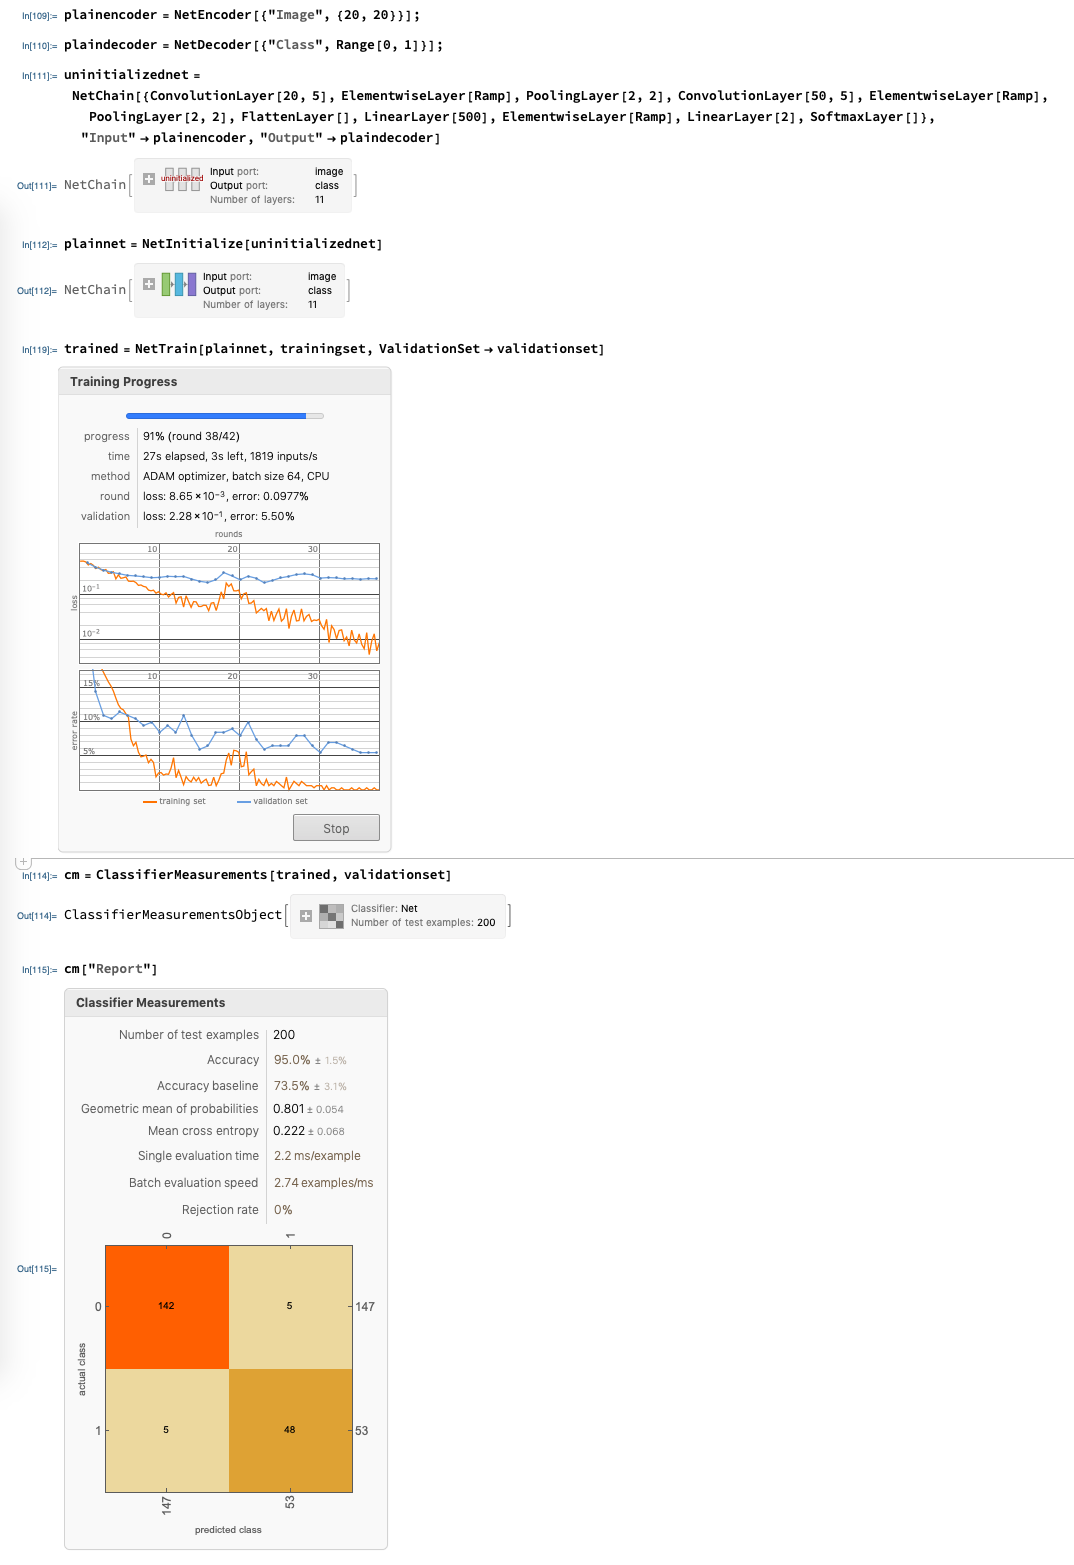 In[109]:= plainencoder = NetEncoder[{"Image", {20, 20}}];
In[110]:= plaindecoder = NetDecoder[{"Class", Range[0, 1]}];
In[111]:= uninitializednet =
NetChain[{ConvolutionLayer[20, 5], ElementwiseLayer[Ramp], PoolingLayer[2, 2], ConvolutionLayer[50, 5], ElementwiseLayer[Ramp],
PoolingLayer[2, 2], FlattenLayer[], LinearLayer[500], ElementwiseLayer[Ramp], LinearLayer[2], SoftmaxLayer[]},
"Input" → plainencoder, "Output" → plaindecoder]
Out[111]= NetChain[ uninitialized Input port: image
Output port: class
Number of layers: 11 ]
In[112]:= plainnet = NetInitialize[uninitializednet]
Out[112]= NetChain[ Input port: image
Output port: class
Number of layers: 11 ]
In[119]:= trained = NetTrain[plainnet, trainingset, ValidationSet → validationset]
Training Progress
progress 91% (round 38/42)
time 27s elapsed, 3s left, 1819 inputs/s
method ADAM optimizer, batch size 64, CPU
round loss: 8.65 × 10⁻³, error: 0.0977%
validation loss: 2.28 × 10⁻¹, error: 5.50%
rounds
10 20 30
10⁻¹
loss
10⁻²
10 20 30
15%
10%
error rate
5%
training set validation set
Stop
In[114]:= cm = ClassifierMeasurements[trained, validationset]
Out[114]= ClassifierMeasurementsObject[ Classifier: Net
Number of test examples: 200 ]
In[115]:= cm["Report"]
Classifier Measurements
Number of test examples 200
Accuracy 95.0% ± 1.5%
Accuracy baseline 73.5% ± 3.1%
Geometric mean of probabilities 0.801 ± 0.054
Mean cross entropy 0.222 ± 0.068
Single evaluation time 2.2 ms/example
Batch evaluation speed 2.74 examples/ms
Rejection rate 0%
0 1
Out[115]=
0 142 5 147
actual class
1 5 48 53
147 53
predicted class